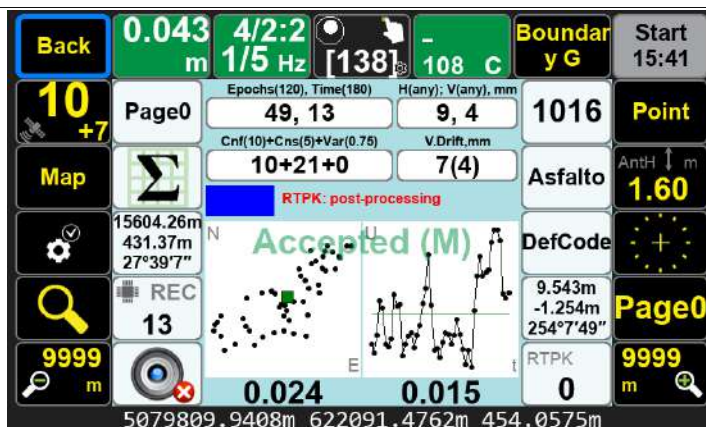 Back
0.043
m
4/2:2
1/5 Hz
[138]
-
108 C
Boundar
y G
Start
15:41
10
+7
Page0
Epochs(120), Time(180)
49, 13
H(any); V(any), mm
9, 4
1016
Point
Map
Σ
Cnf(10)+Cns(5)+Var(0.75)
10+21+0
V.Drift,mm
7(4)
Asfalto
AntH m
1.60
RTPK: post-processing
15604.26m
431.37m
27°39'7"
N
U
Accepted (M)
DefCode
REC
13
9.543m
-1.254m
254°7'49"
Page0
9999
m
E
t
0.024
0.015
RTPK
0
9999
m
5079809.9408m 622091.4762m 454.0575m